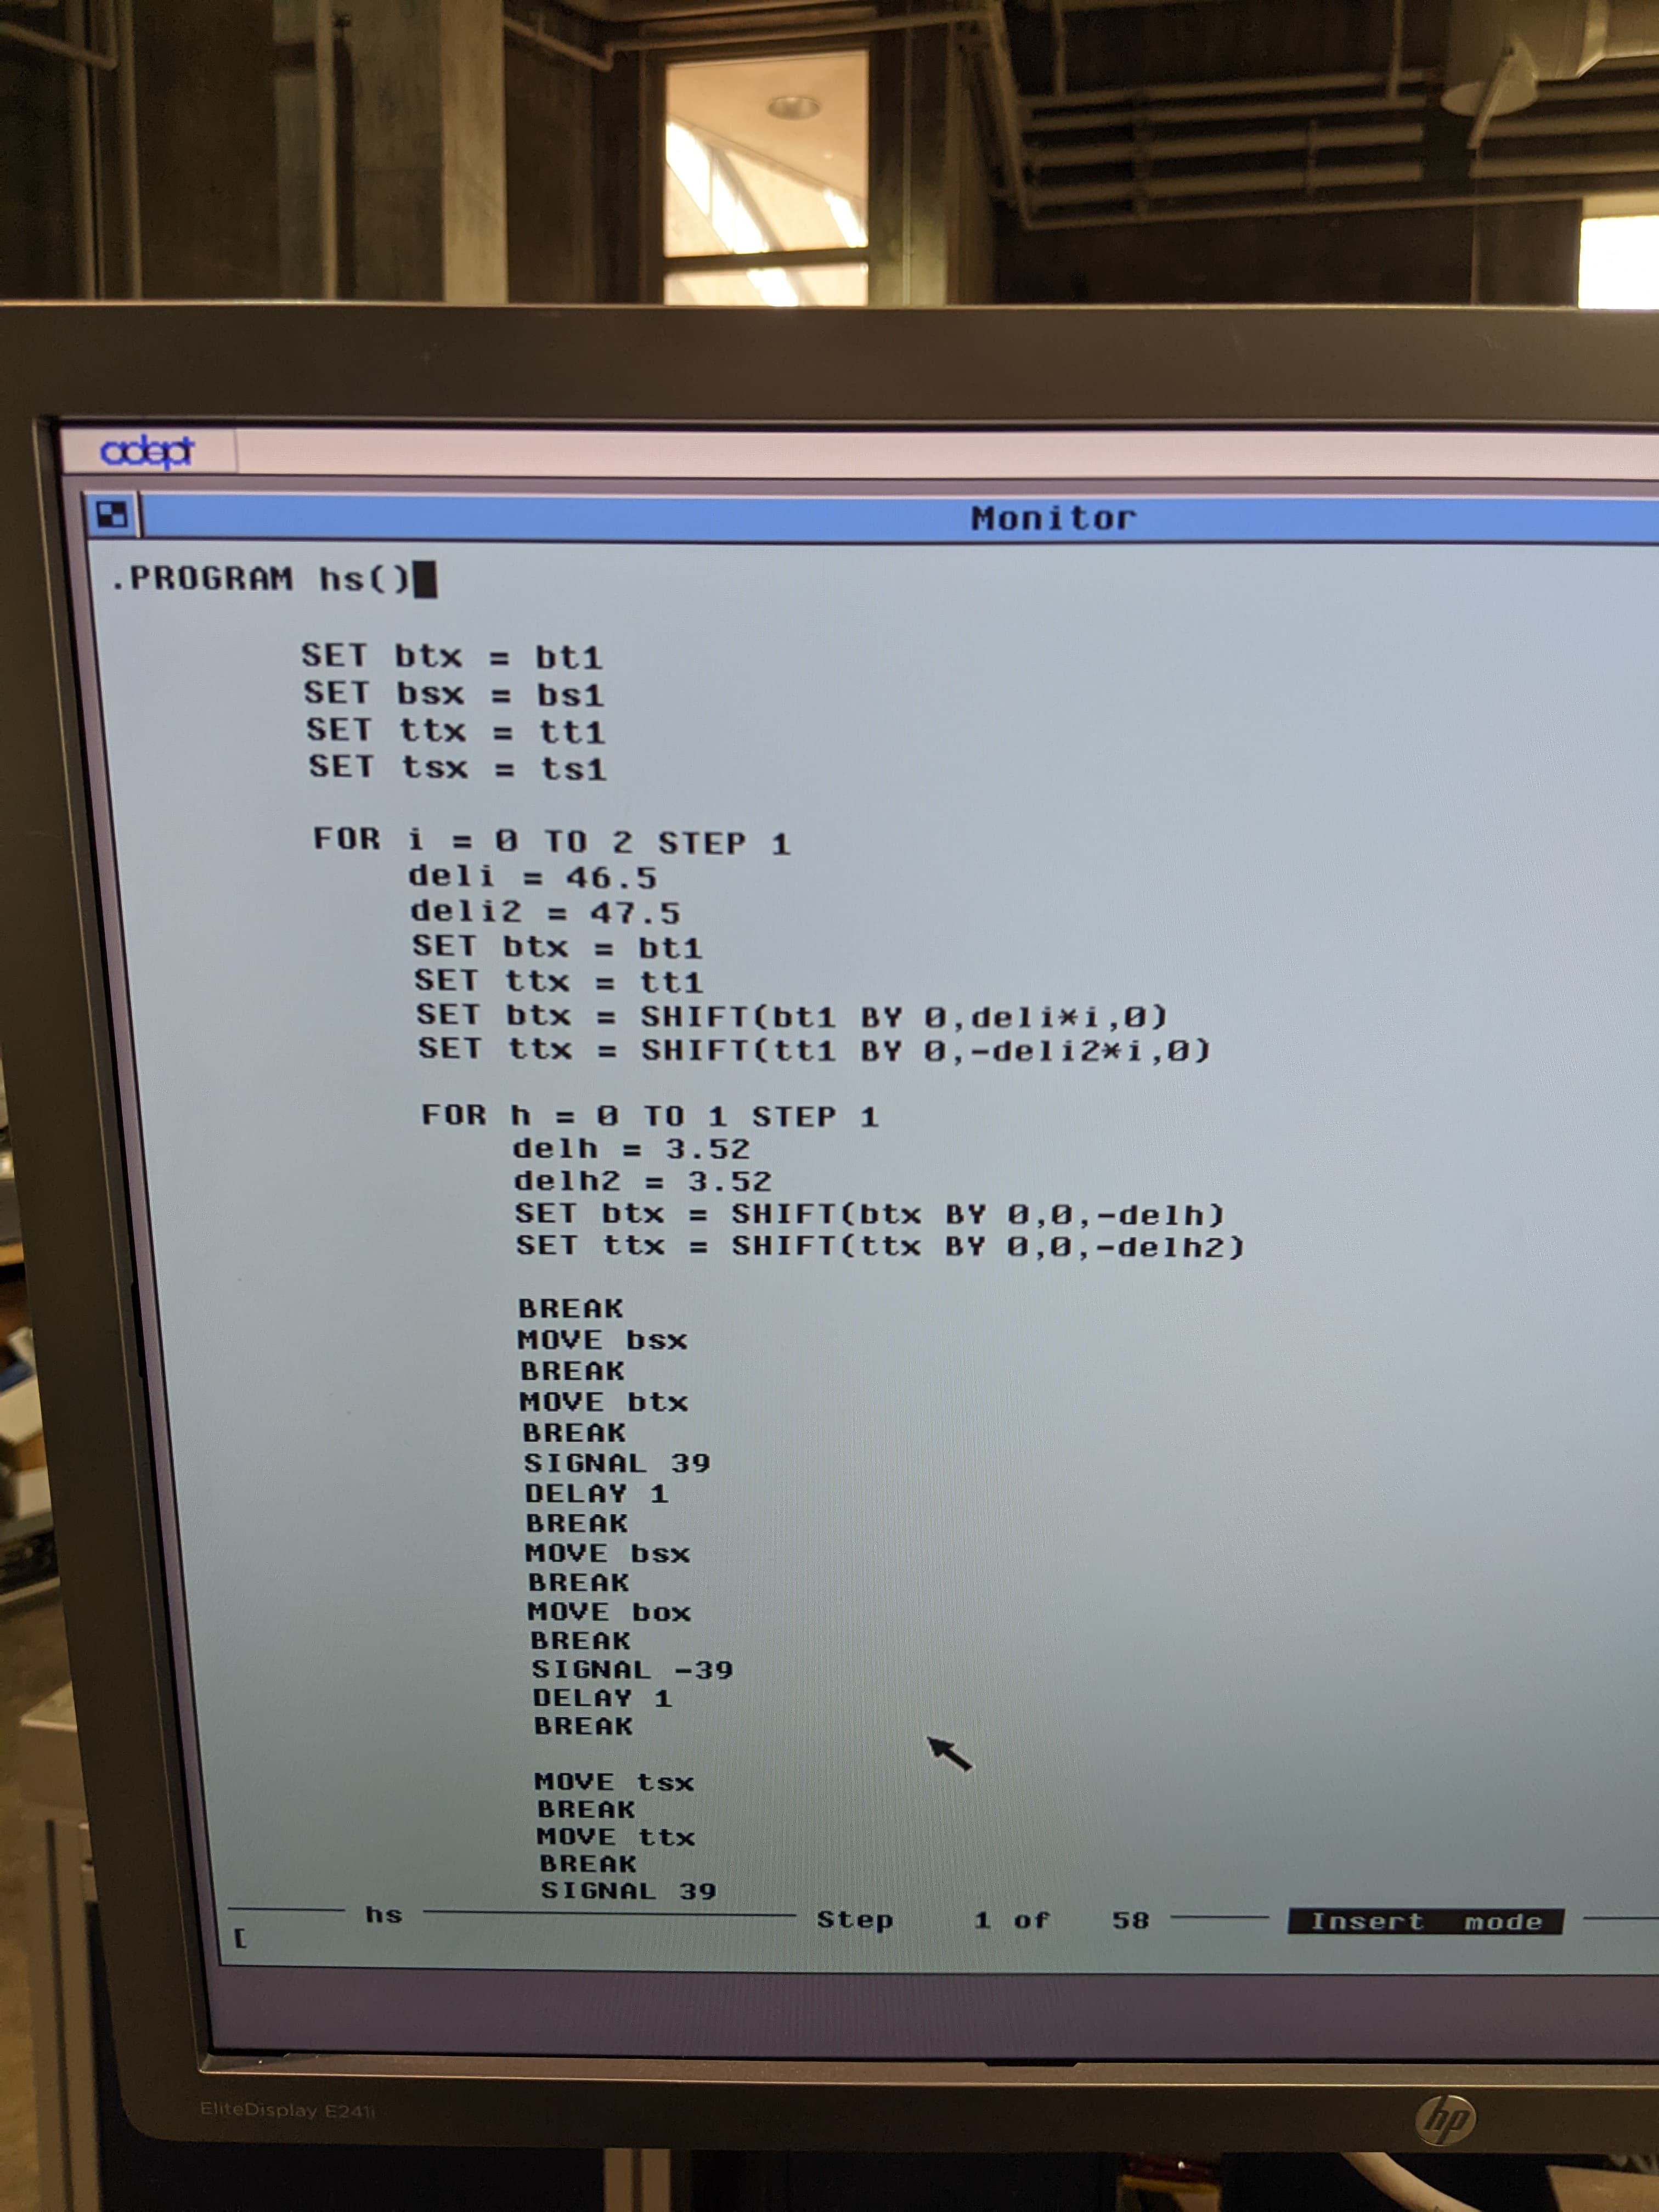 adept
Monitor
.PROGRAM hs()
SET btx = bt1
SET bsx = bs1
SET ttx = tt1
SET tsx = ts1
FOR i = 0 TO 2 STEP 1
deli = 46.5
deli2 = 47.5
SET btx = bt1
SET ttx = tt1
SET btx = SHIFT(bt1 BY 0,deli*i,0)
SET ttx = SHIFT(tt1 BY 0,-deli2*i,0)
FOR h = 0 TO 1 STEP 1
delh = 3.52
delh2 = 3.52
SET btx = SHIFT(btx BY 0,0,-delh)
SET ttx = SHIFT(ttx BY 0,0,-delh2)
BREAK
MOVE bsx
BREAK
MOVE btx
BREAK
SIGNAL 39
DELAY 1
BREAK
MOVE bsx
BREAK
MOVE box
BREAK
SIGNAL -39
DELAY 1
BREAK
MOVE tsx
BREAK
MOVE ttx
BREAK
SIGNAL 39
hs Step 1 of 58 Insert mode
[
EliteDisplay E241i
hp